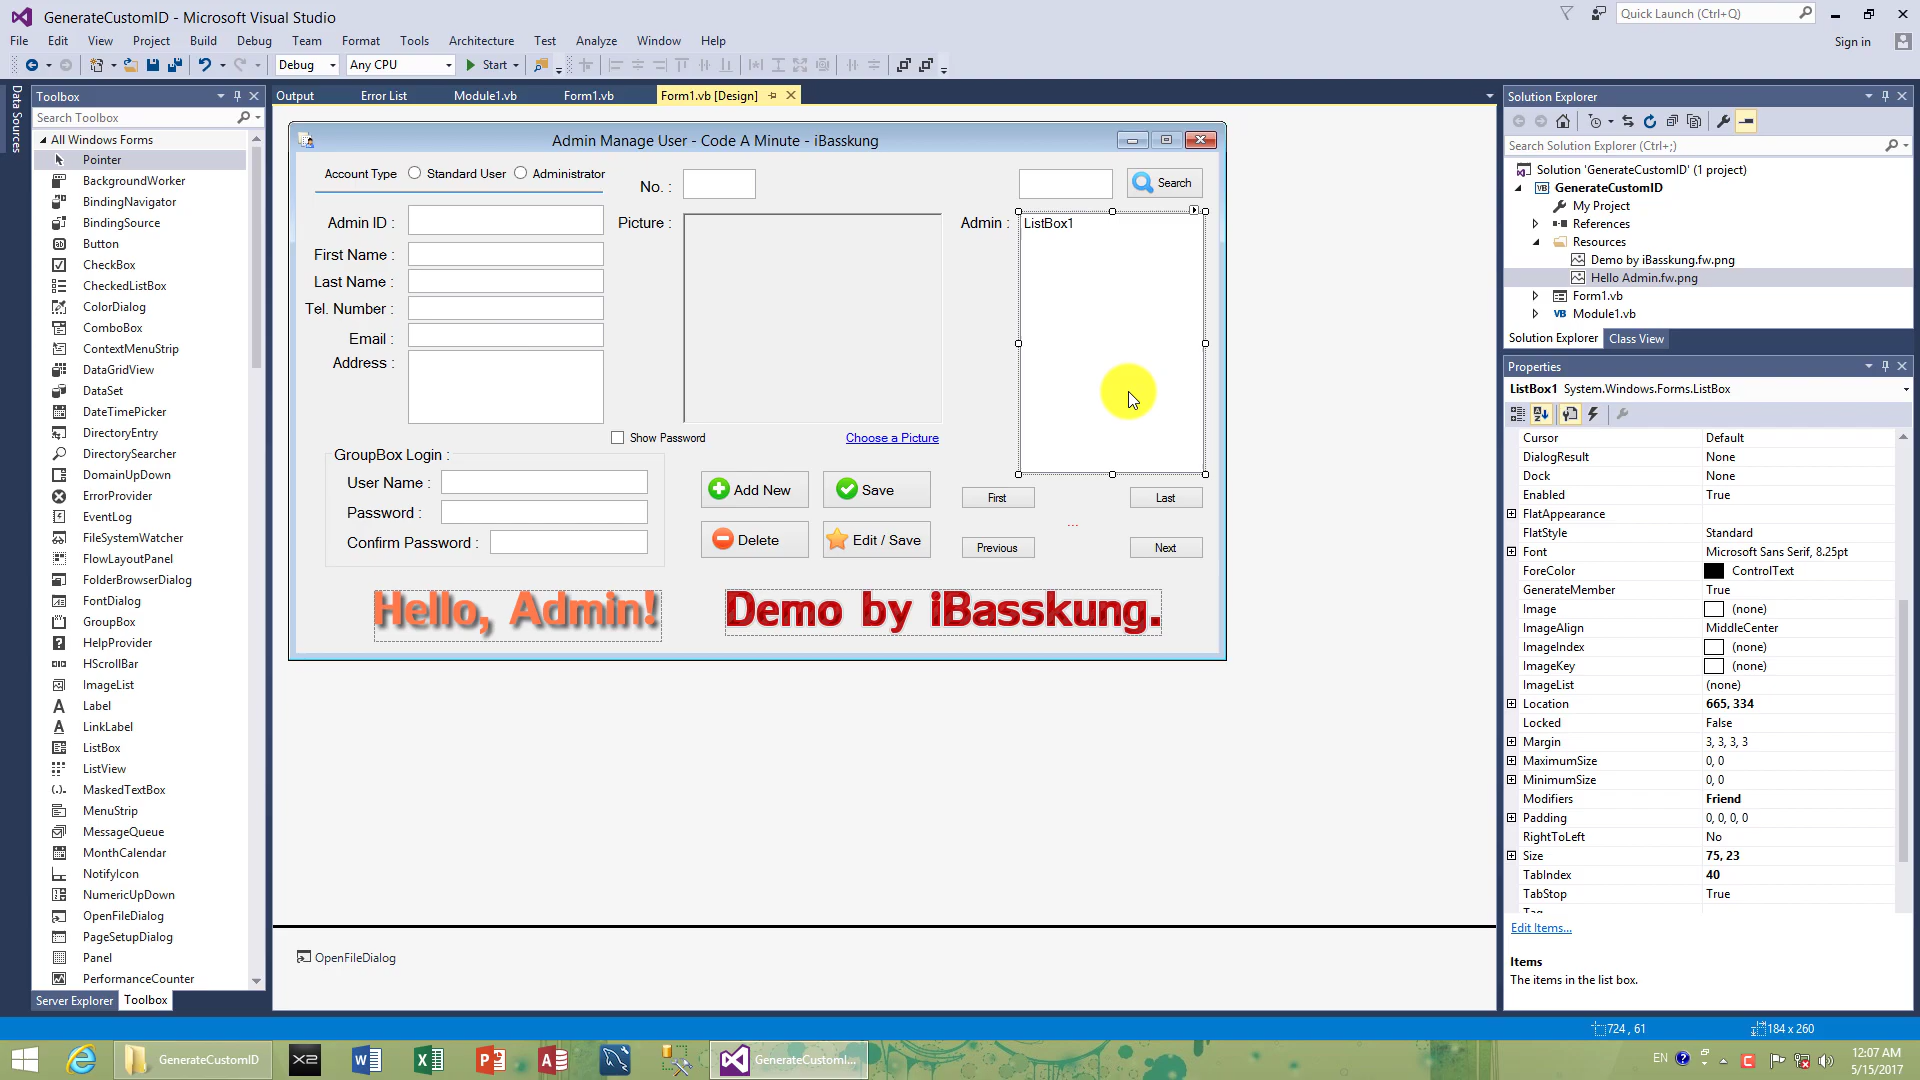 GenerateCustomID - Microsoft Visual Studio
Quick Launch (Ctrl+Q)
File Edit View Project Build Debug Team Format Tools Architecture Test Analyze Window Help
Sign in
Debug Any CPU Start
Data Sources
Toolbox
Search Toolbox
All Windows Forms
Pointer
BackgroundWorker
BindingNavigator
BindingSource
Button
CheckBox
CheckedListBox
ColorDialog
ComboBox
ContextMenuStrip
DataGridView
DataSet
DateTimePicker
DirectoryEntry
DirectorySearcher
DomainUpDown
ErrorProvider
EventLog
FileSystemWatcher
FlowLayoutPanel
FolderBrowserDialog
FontDialog
GroupBox
HelpProvider
HScrollBar
ImageList
Label
LinkLabel
ListBox
ListView
MaskedTextBox
MenuStrip
MessageQueue
MonthCalendar
NotifyIcon
NumericUpDown
OpenFileDialog
PageSetupDialog
Panel
PerformanceCounter
Server Explorer Toolbox
Output Error List Module1.vb Form1.vb Form1.vb [Design]
Admin Manage User - Code A Minute - iBasskung
Account Type Standard User Administrator
No. :
Search
Admin ID :
Picture :
Admin :
ListBox1
First Name :
Last Name :
Tel. Number :
Email :
Address :
Show Password
Choose a Picture
GroupBox Login :
User Name :
Password :
Confirm Password :
Add New
Save
Delete
Edit / Save
First
Last
...
Previous
Next
Hello, Admin!
Demo by iBasskung.
OpenFileDialog
Solution Explorer
Search Solution Explorer (Ctrl+;)
Solution 'GenerateCustomID' (1 project)
GenerateCustomID
My Project
References
Resources
Demo by iBasskung.fw.png
Hello Admin.fw.png
Form1.vb
Module1.vb
Solution Explorer Class View
Properties
ListBox1 System.Windows.Forms.ListBox
Cursor Default
DialogResult None
Dock None
Enabled True
FlatAppearance
FlatStyle Standard
Font Microsoft Sans Serif, 8.25pt
ForeColor ControlText
GenerateMember True
Image (none)
ImageAlign MiddleCenter
ImageIndex (none)
ImageKey (none)
ImageList (none)
Location 665, 334
Locked False
Margin 3, 3, 3, 3
MaximumSize 0, 0
MinimumSize 0, 0
Modifiers Friend
Padding 0, 0, 0, 0
RightToLeft No
Size 75, 23
TabIndex 40
TabStop True
Edit Items...
Items
The items in the list box.
724 , 61
184 x 260
GenerateCustomID
X2
GenerateCustomI...
EN
12:07 AM
5/15/2017